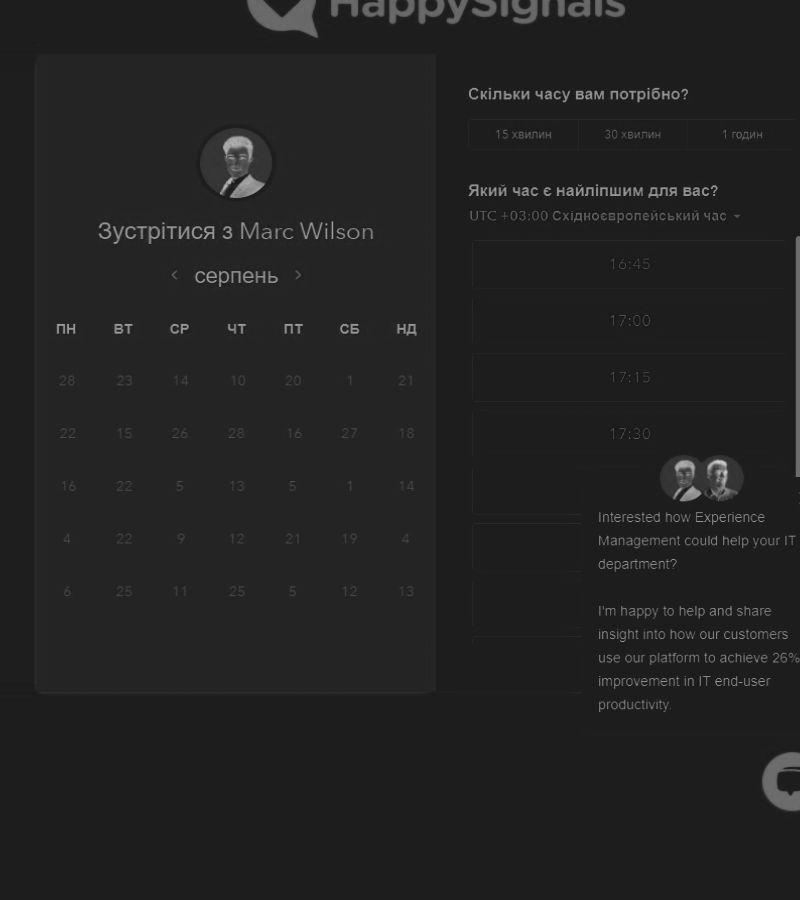 HappySignals
Зустрітися з Marc Wilson
серпень
ПН ВТ СР ЧТ ПТ СБ НД
28 23 14 10 20 1 21
22 15 26 28 16 27 18
16 22 5 13 5 1 14
4 22 9 12 21 19 4
6 25 11 25 5 12 13
Скільки часу вам потрібно?
15 хвилин 30 хвилин 1 годин
Який час є найліпшим для вас?
UTC +03:00 Східноєвропейський час
16:45
17:00
17:15
17:30
Interested how Experience
Management could help your IT
department?
I'm happy to help and share
insight into how our customers
use our platform to achieve 26%
improvement in IT end-user
productivity.